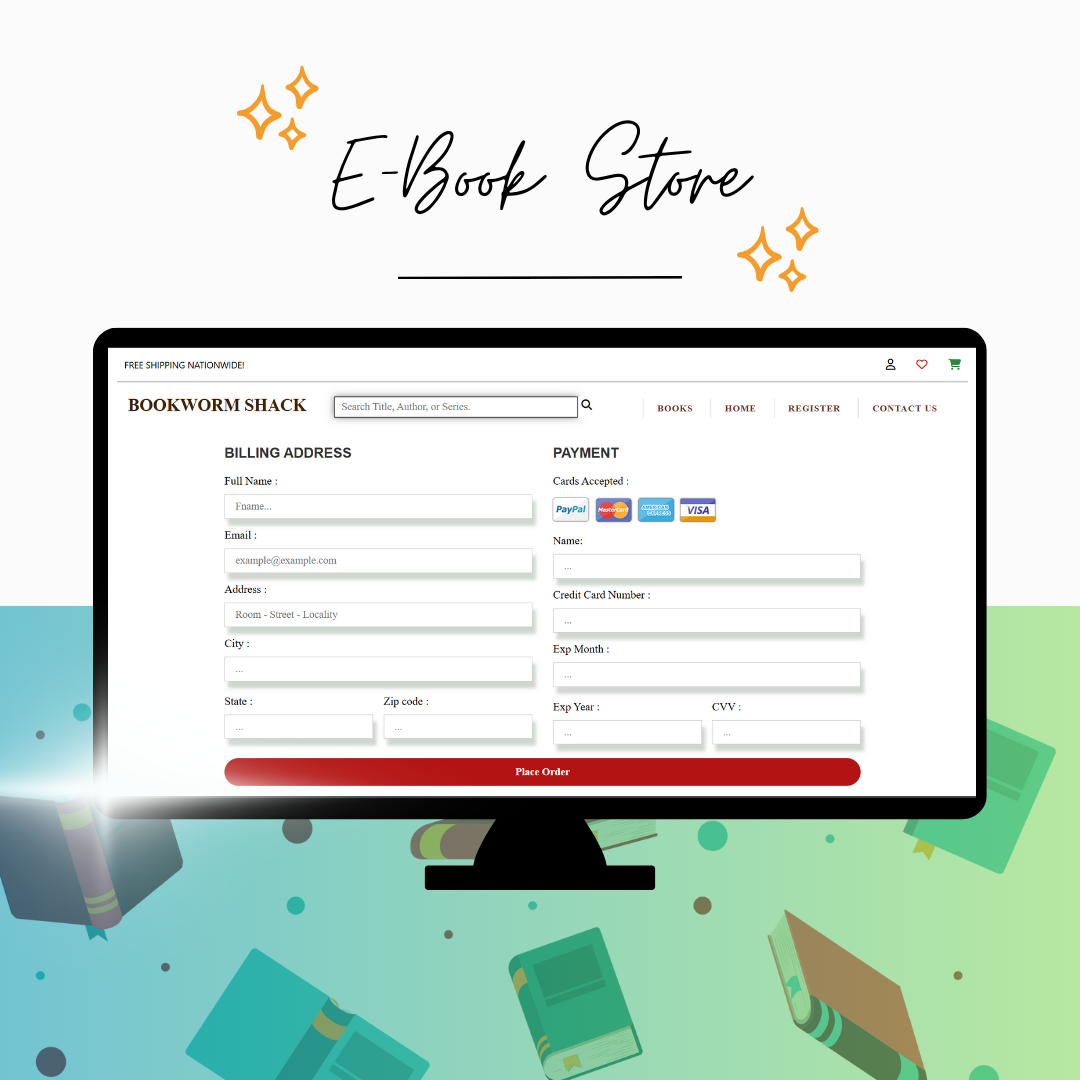 E-Book Store
FREE SHIPPING NATIONWIDE!
BOOKWORM SHACK
Search Title, Author, or Series.
BOOKS
HOME
REGISTER
CONTACT US
BILLING ADDRESS
Full Name :
Fname...
Email :
example@example.com
Address :
Room - Street - Locality
City :
...
State :
Zip code :
...
...
PAYMENT
Cards Accepted :
PayPal
MasterCard
AMERICAN EXPRESS
VISA
Name:
...
Credit Card Number :
...
Exp Month :
...
Exp Year :
CVV :
...
...
Place Order